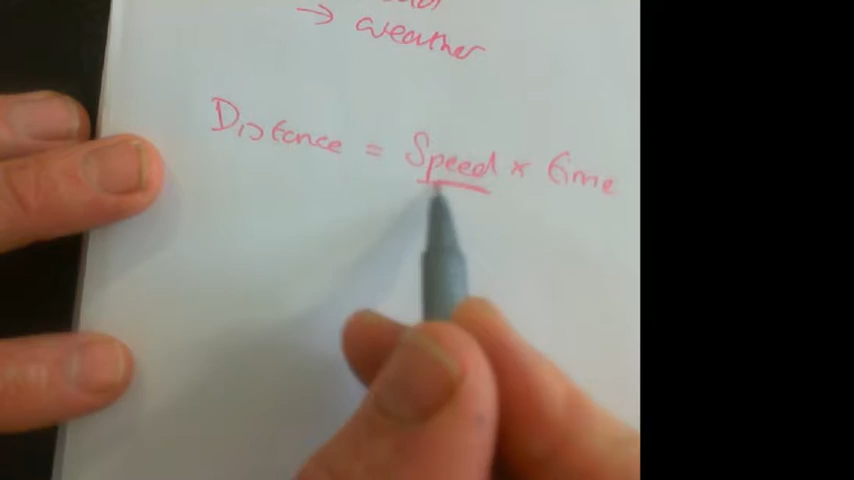 → weather
Distance = Speed × time